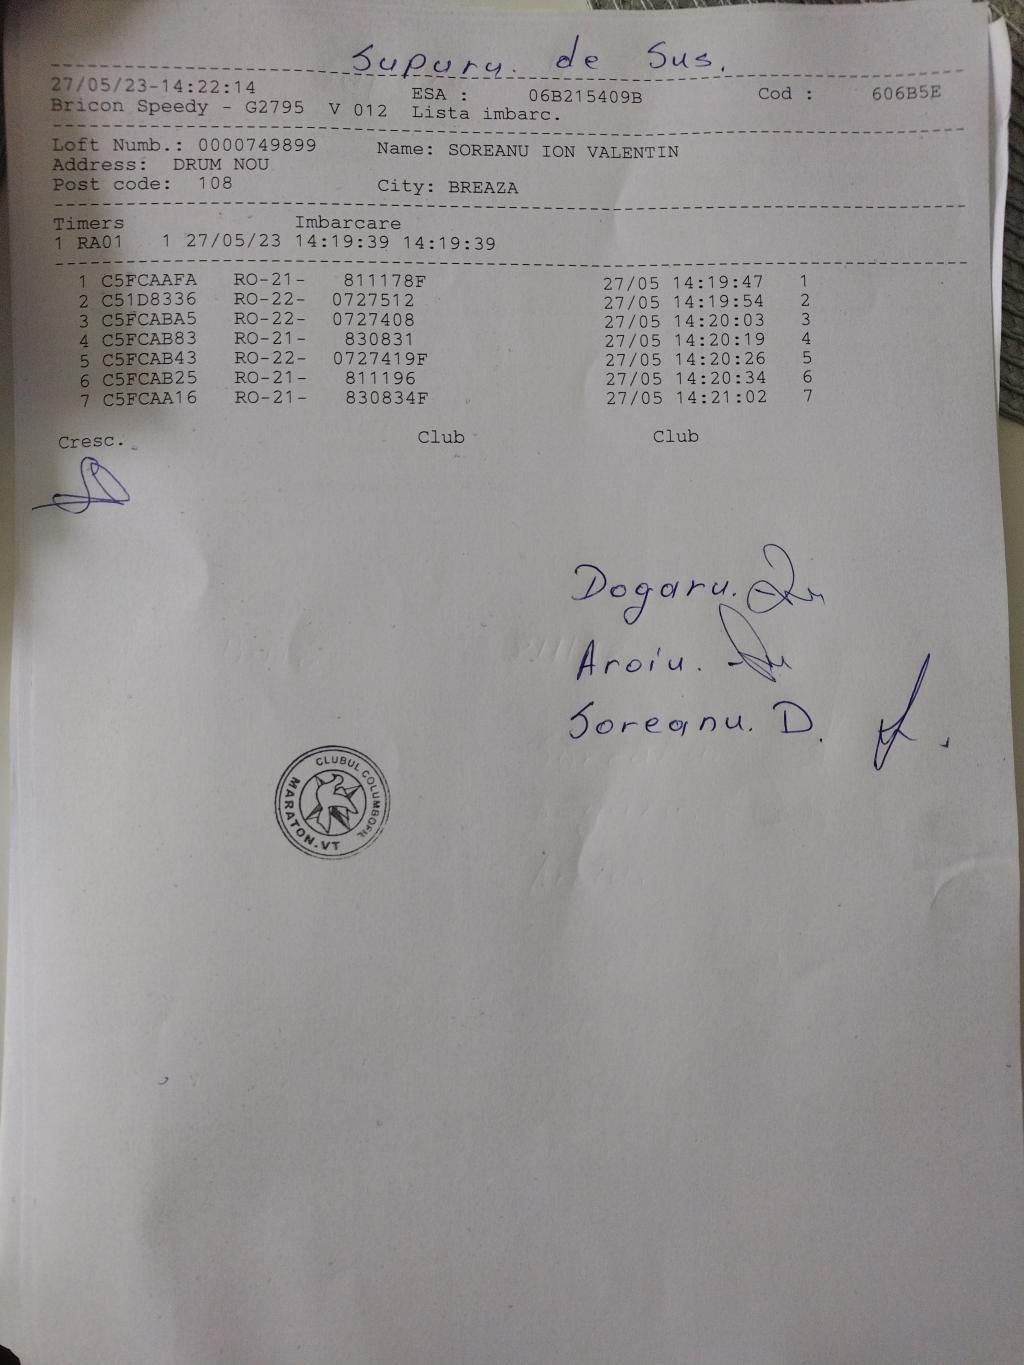 Supuru. de Sus.
27/05/23-14:22:14 ESA : 06B215409B Cod : 606B5E
Bricon Speedy - G2795 V 012 Lista imbarc.
Loft Numb.: 0000749899 Name: SOREANU ION VALENTIN
Address: DRUM NOU
Post code: 108 City: BREAZA
Timers Imbarcare
1 RA01 1 27/05/23 14:19:39 14:19:39
1 C5FCAAFA RO-21- 811178F 27/05 14:19:47 1
2 C51D8336 RO-22- 0727512 27/05 14:19:54 2
3 C5FCABA5 RO-22- 0727408 27/05 14:20:03 3
4 C5FCAB83 RO-21- 830831 27/05 14:20:19 4
5 C5FCAB43 RO-22- 0727419F 27/05 14:20:26 5
6 C5FCAB25 RO-21- 811196 27/05 14:20:34 6
7 C5FCAA16 RO-21- 830834F 27/05 14:21:02 7
Cresc. Club Club
Dogaru.
Aroiu.
Soreanu. D.
CLUBUL COLUMBOFIL
MARATON.VT